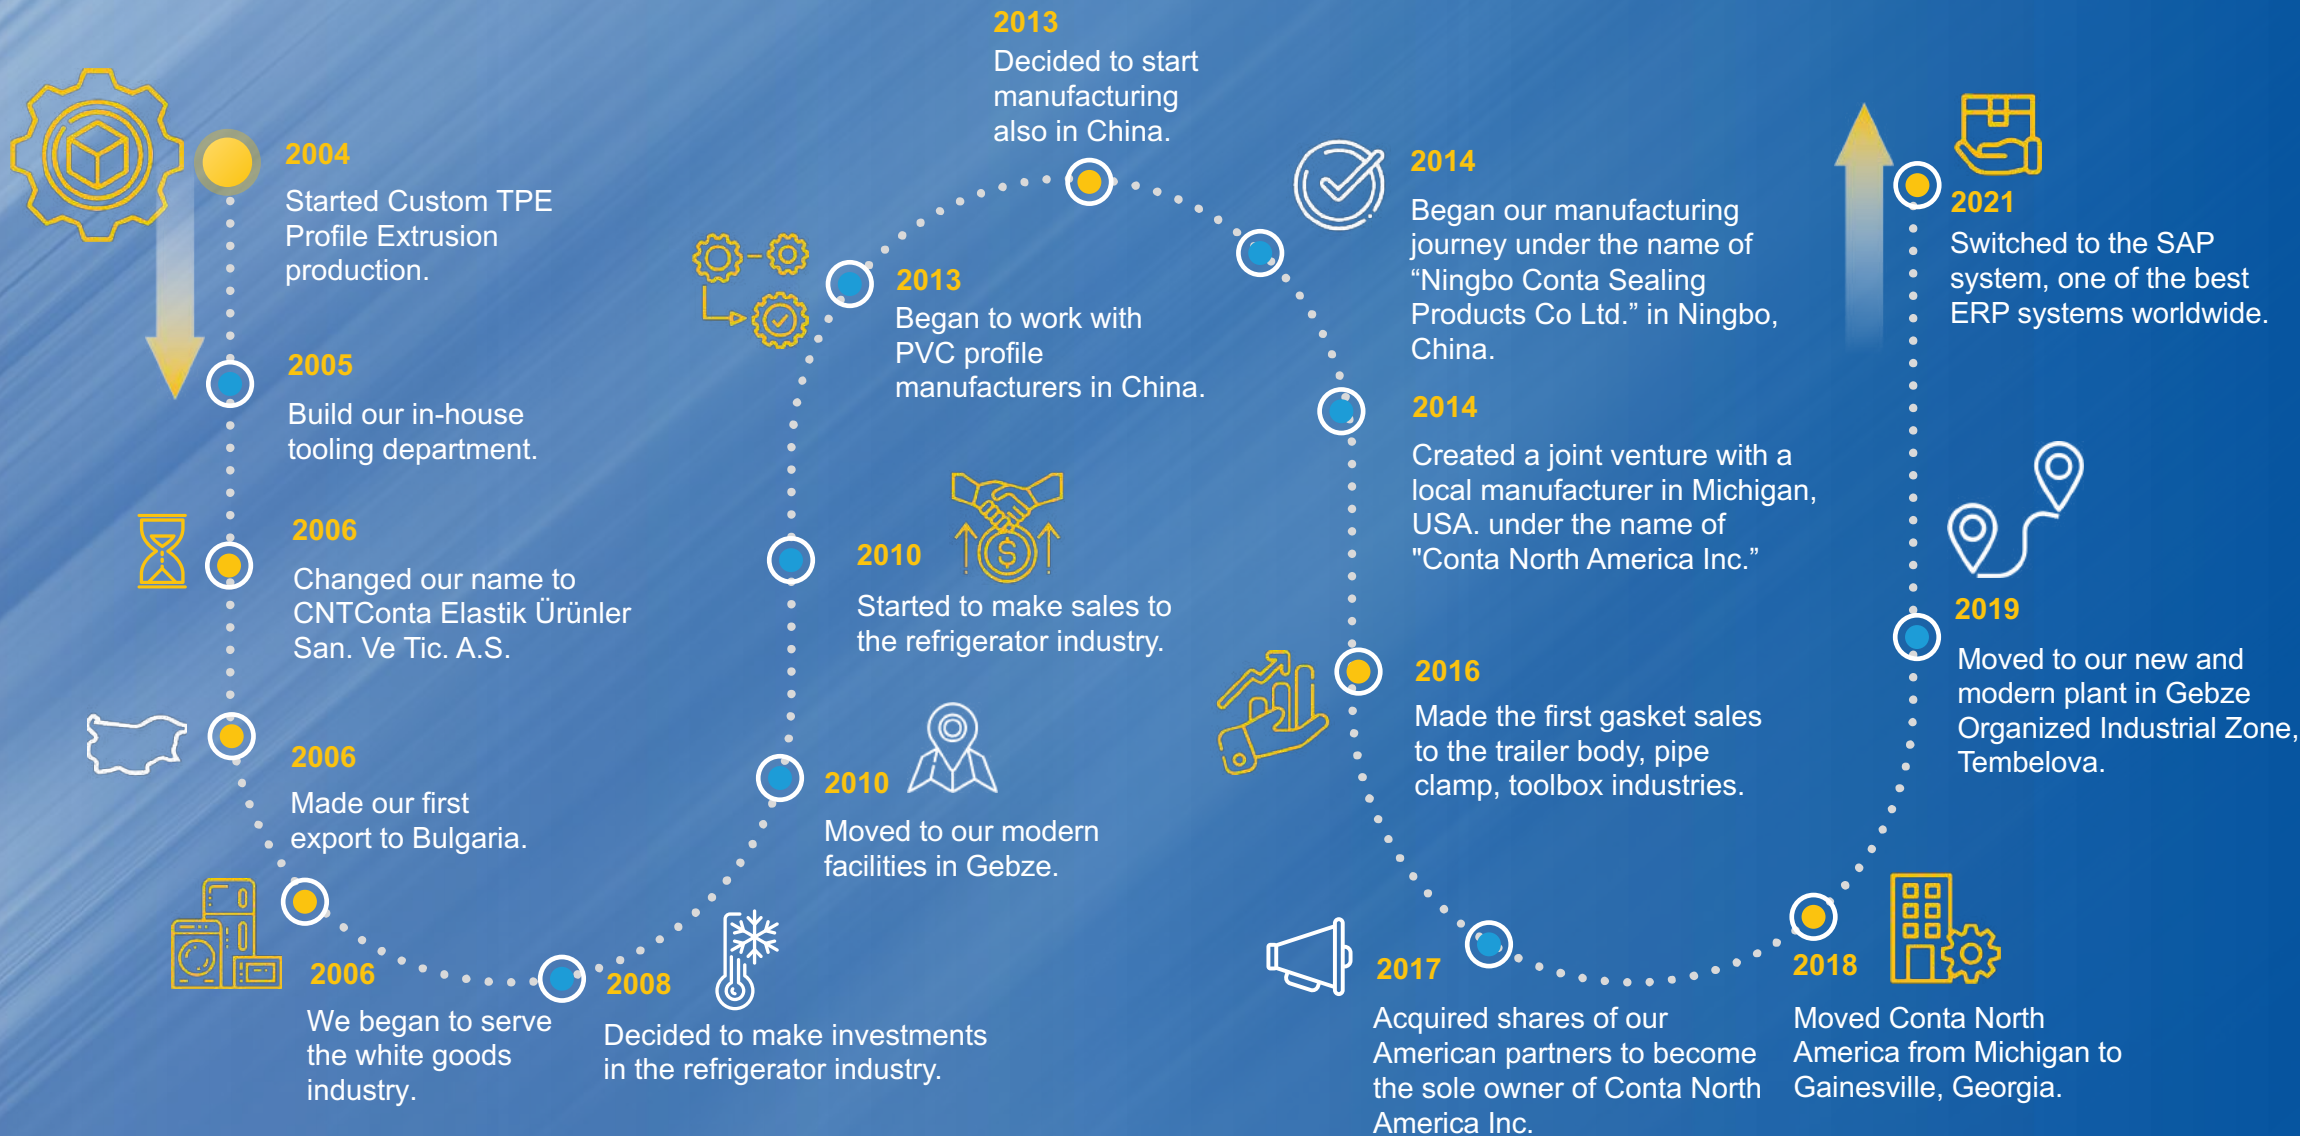 2004
Started Custom TPE
Profile Extrusion
production.
2005
Build our in-house
tooling department.
2006
Changed our name to
CNTConta Elastik Ürünler
San. Ve Tic. A.S.
2006
Made our first
export to Bulgaria.
2006
We began to serve
the white goods
industry.
2008
Decided to make investments
in the refrigerator industry.
2010
Moved to our modern
facilities in Gebze.
2010
Started to make sales to
the refrigerator industry.
2013
Began to work with
PVC profile
manufacturers in China.
2013
Decided to start
manufacturing
also in China.
2014
Began our manufacturing
journey under the name of
“Ningbo Conta Sealing
Products Co Ltd.” in Ningbo,
China.
2014
Created a joint venture with a
local manufacturer in Michigan,
USA. under the name of
"Conta North America Inc.”
2016
Made the first gasket sales
to the trailer body, pipe
clamp, toolbox industries.
2017
Acquired shares of our
American partners to become
the sole owner of Conta North
America Inc.
2018
Moved Conta North
America from Michigan to
Gainesville, Georgia.
2019
Moved to our new and
modern plant in Gebze
Organized Industrial Zone,
Tembelova.
2021
Switched to the SAP
system, one of the best
ERP systems worldwide.